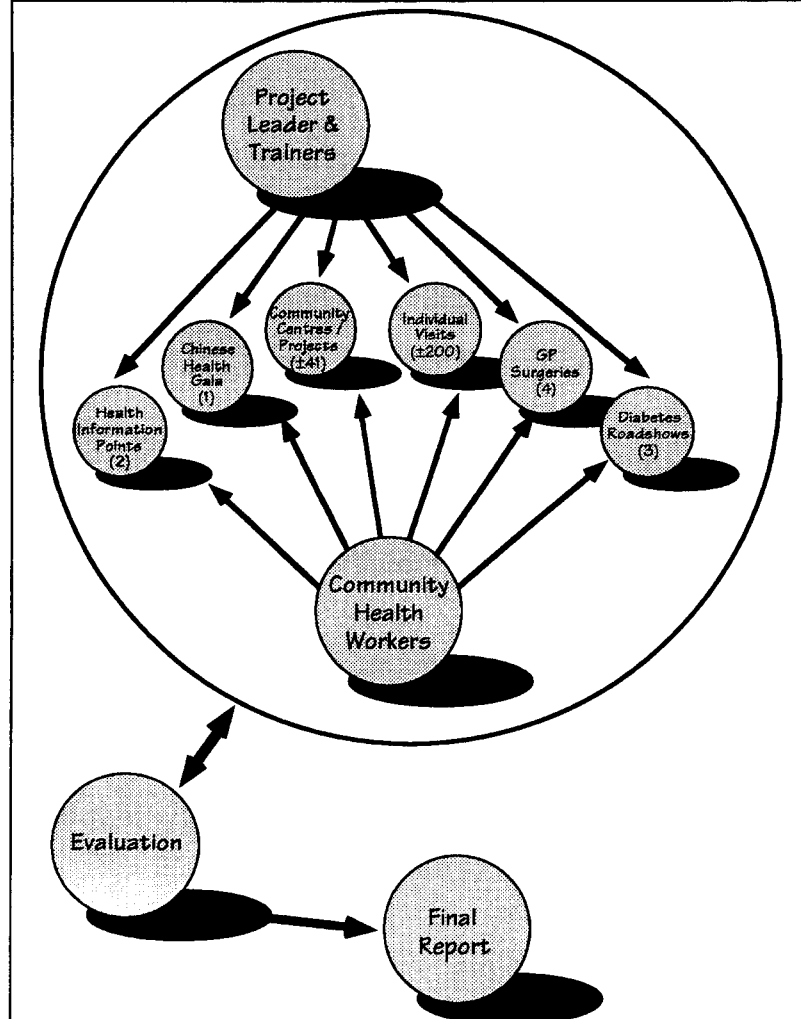 Project
Leader &
Trainers
Community
Centres /
Projects
(±41)
Individual
Visits
(±200)
Chinese
Health
Gala
(1)
GP
Surgeries
(4)
Health
Information
Points
(2)
Diabetes
Roadshows
(3)
Community
Health
Workers
Evaluation
Final
Report